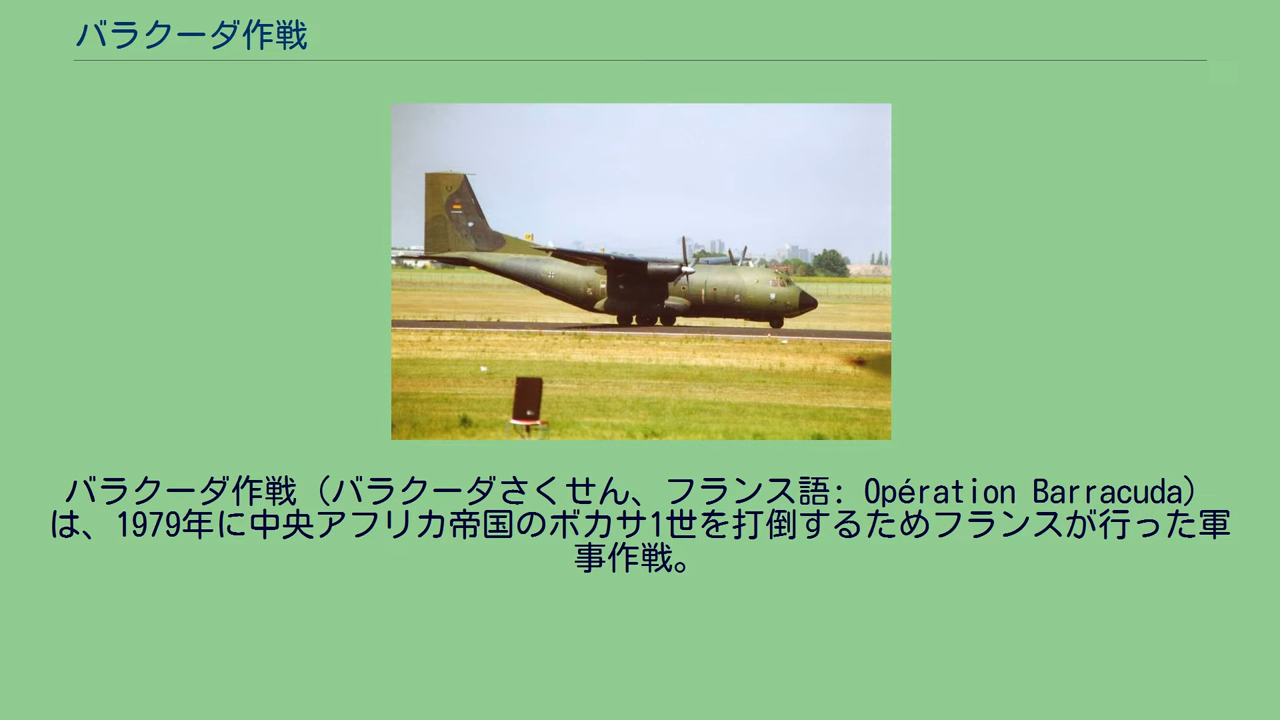 バラクーダ作戦
バラクーダ作戦（バラクーダさくせん、フランス語: Opération Barracuda）
は、1979年に中央アフリカ帝国のボカサ1世を打倒するためフランスが行った軍
事作戦。